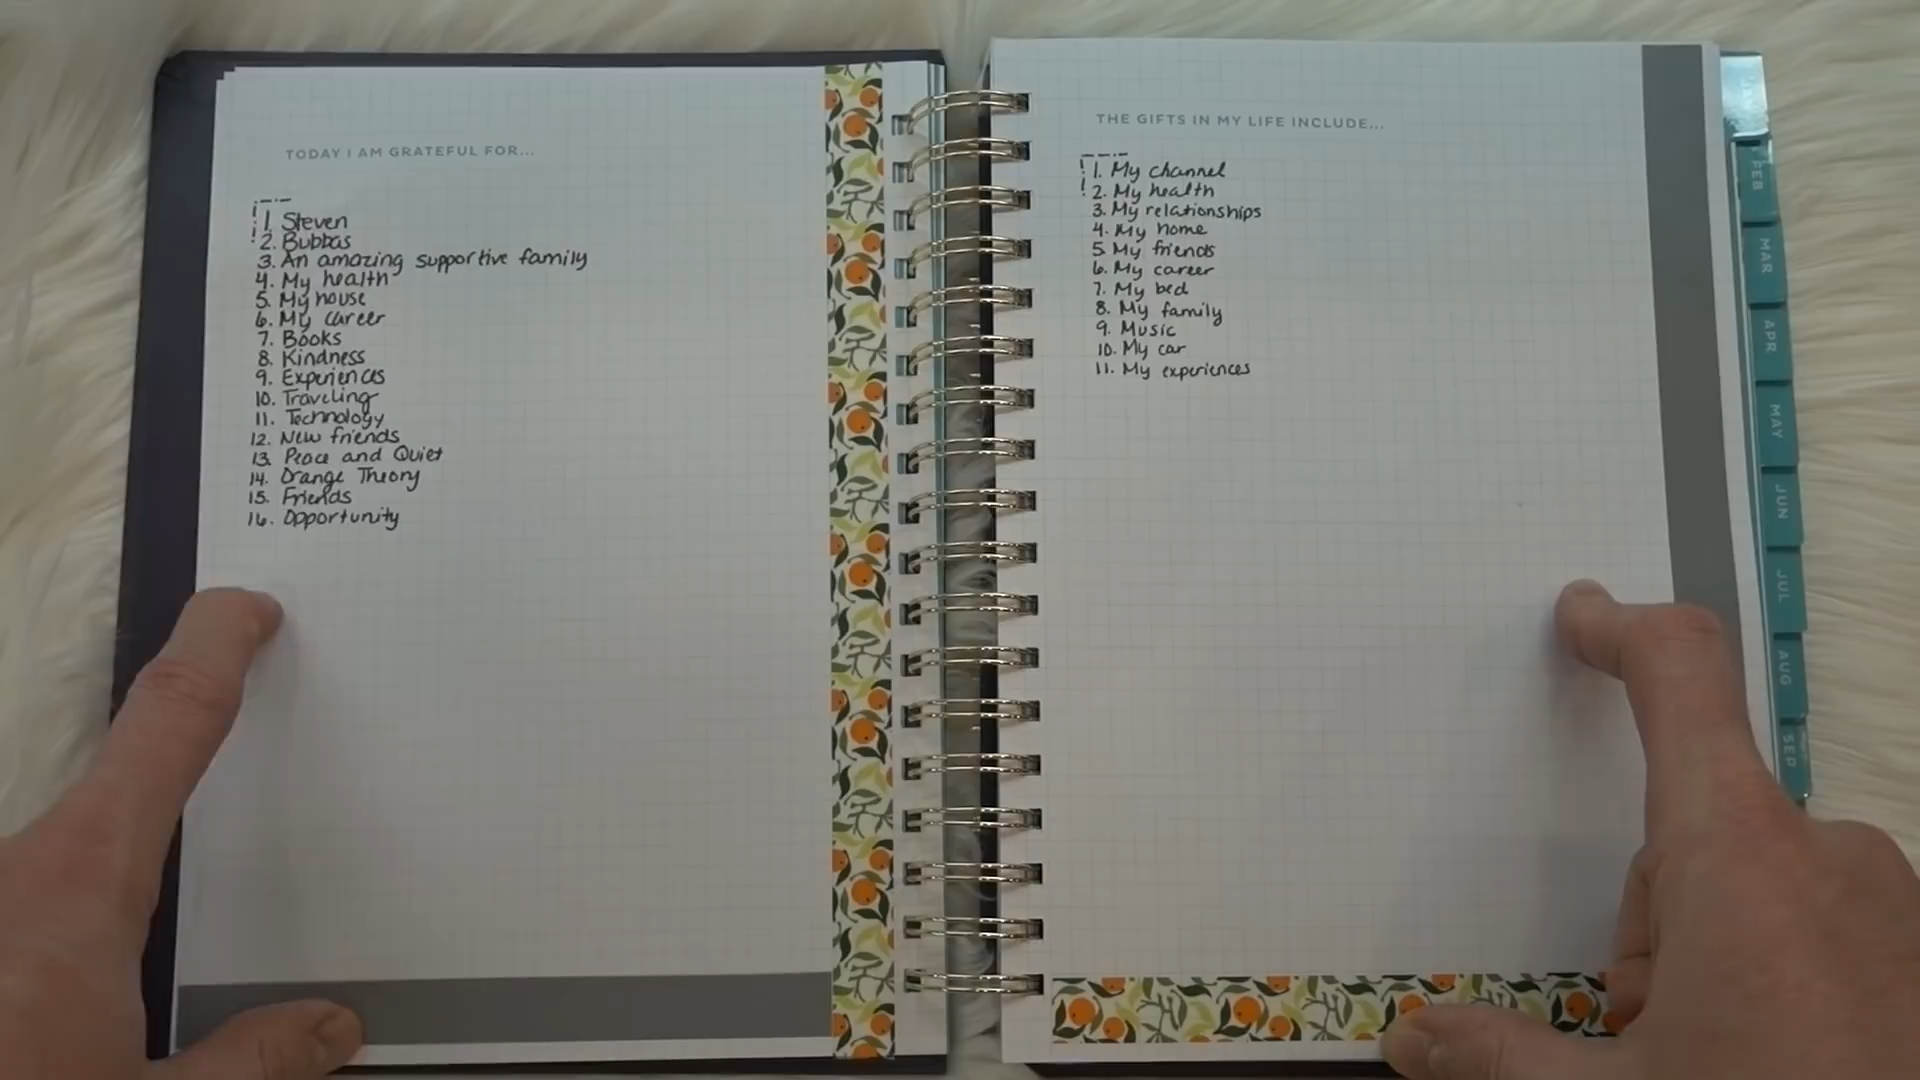 TODAY I AM GRATEFUL FOR...
1. Steven
2. Bubbas
3. An amazing supportive family
4. My health
5. My house
6. My career
7. Books
8. Kindness
9. Experiences
10. Traveling
11. Technology
12. New friends
13. Peace and Quiet
14. Orange Theory
15. Friends
16. Opportunity
THE GIFTS IN MY LIFE INCLUDE...
1. My channel
2. My health
3. My relationships
4. My home
5. My friends
6. My career
7. My bed
8. My family
9. Music
10. My car
11. My experiences
FEB
MAR
APR
MAY
JUN
JUL
AUG
SEP